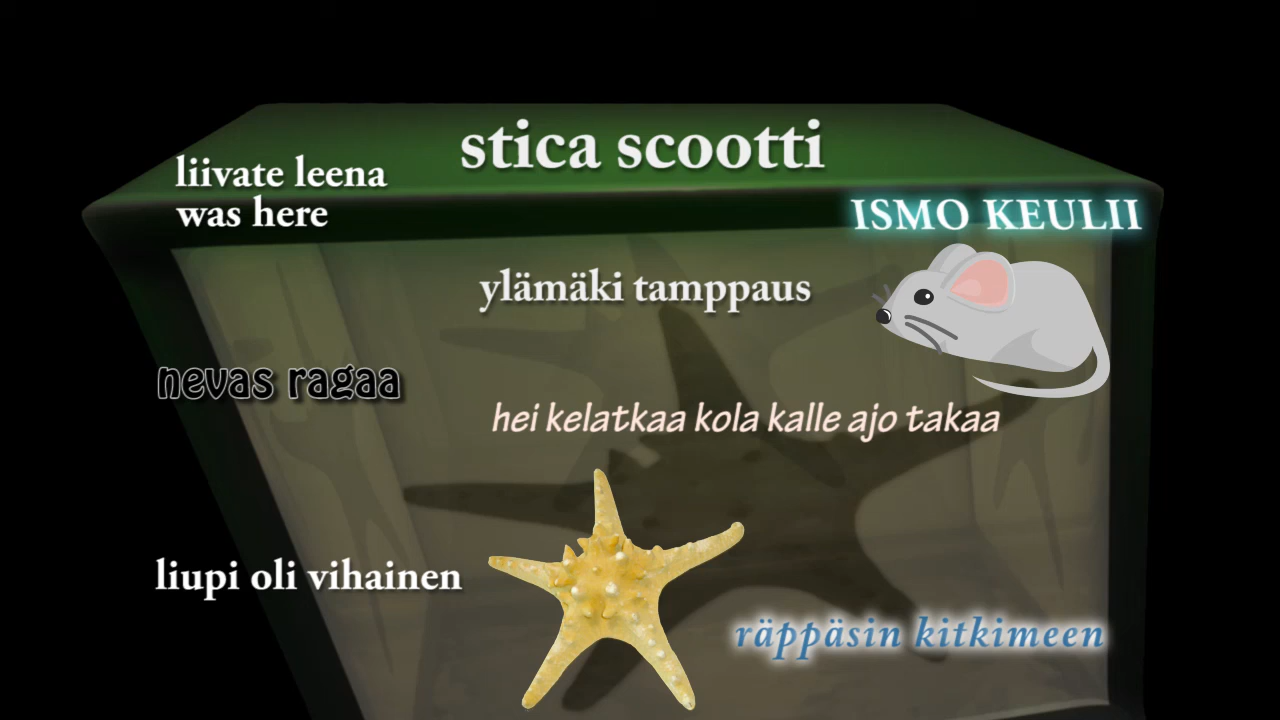 stica scootti
liivate leena
was here
ISMO KEULII
ylämäki tamppaus
nevas ragaa
hei kelatkaa kola kalle ajo takaa
liupi oli vihainen
räppäsin kitkimeen